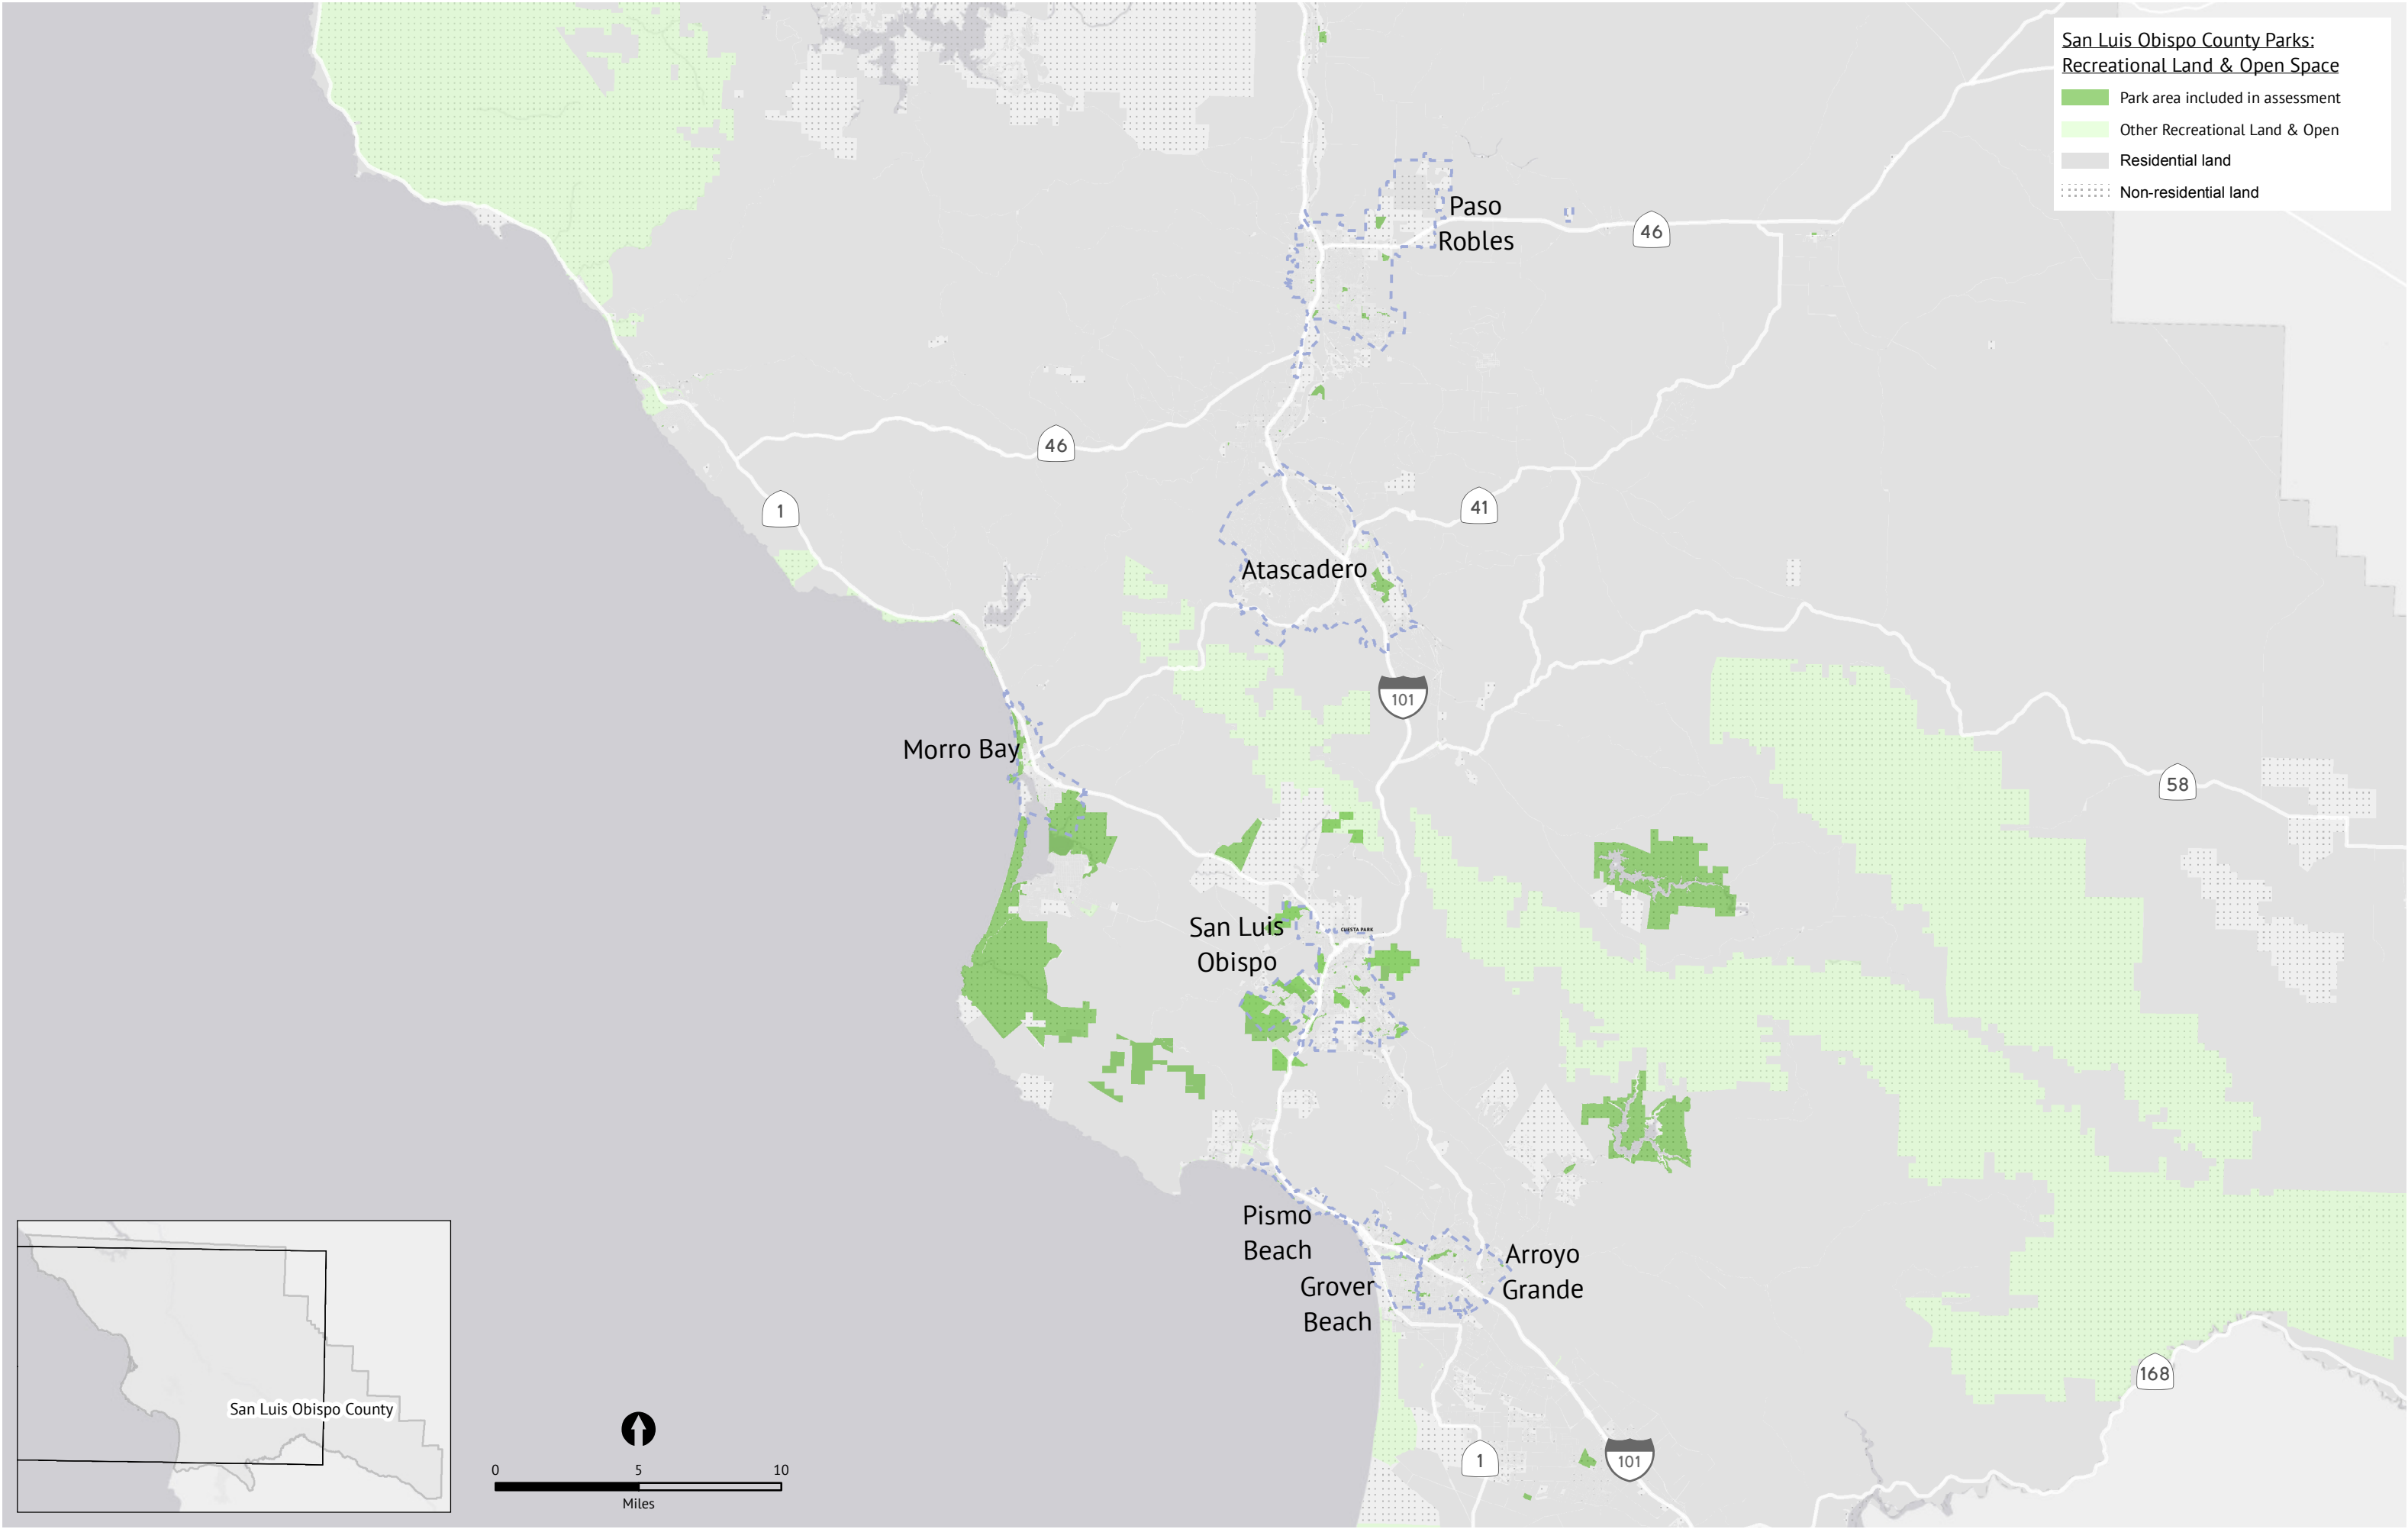 San Luis Obispo County Parks:
Recreational Land & Open Space
Park area included in assessment
Other Recreational Land & Open
Residential land
Non-residential land
Paso
Robles
46
46
1
41
Atascadero
101
Morro Bay
58
San Luis
Obispo
CUESTA PARK
Pismo
Beach
Grover
Beach
Arroyo
Grande
168
1
101
San Luis Obispo County
0
5
10
Miles